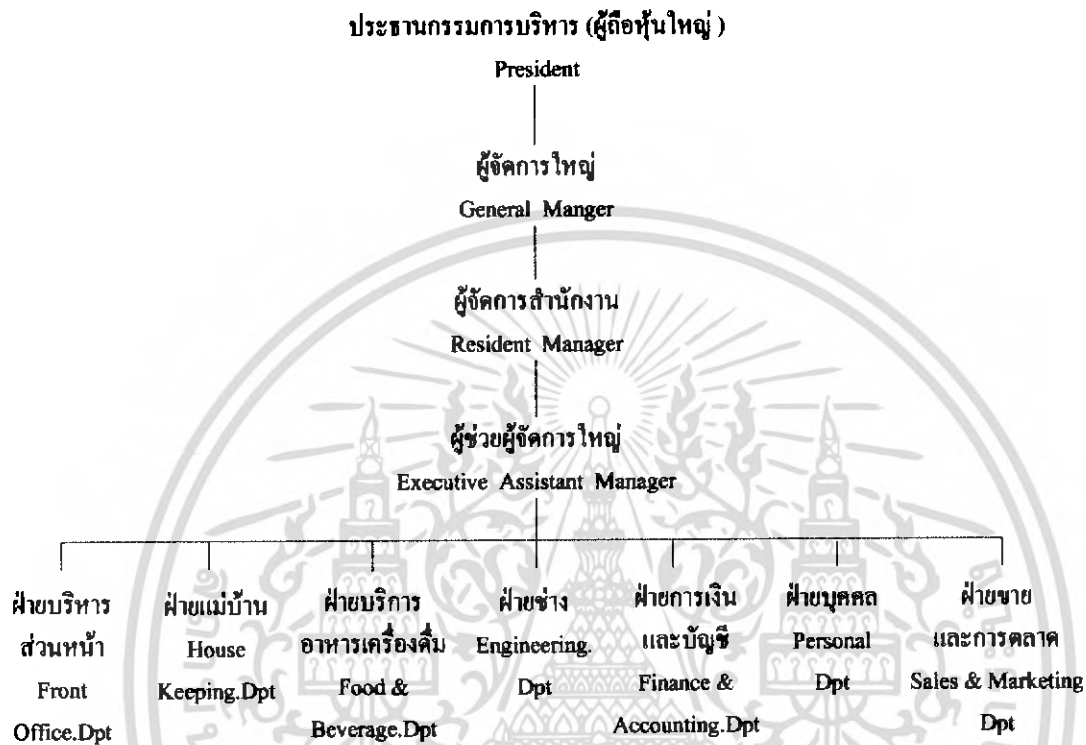 ประธานกรรมการบริหาร (ผู้ถือหุ้นใหญ่ )
President
ผู้จัดการใหญ่
General Manger
ผู้จัดการสำนักงาน
Resident Manager
ผู้ช่วยผู้จัดการใหญ่
Executive Assistant Manager
ฝ่ายบริหาร
ส่วนหน้า
Front
Office.Dpt
ฝ่ายแม่บ้าน
House
Keeping.Dpt
ฝ่ายบริการ
อาหารเครื่องดื่ม
Food &
Beverage.Dpt
ฝ่ายช่าง
Engineering.
Dpt
ฝ่ายการเงิน
และบัญชี
Finance &
Accounting.Dpt
ฝ่ายบุคคล
Personal
Dpt
ฝ่ายขาย
และการตลาด
Sales & Marketing
Dpt